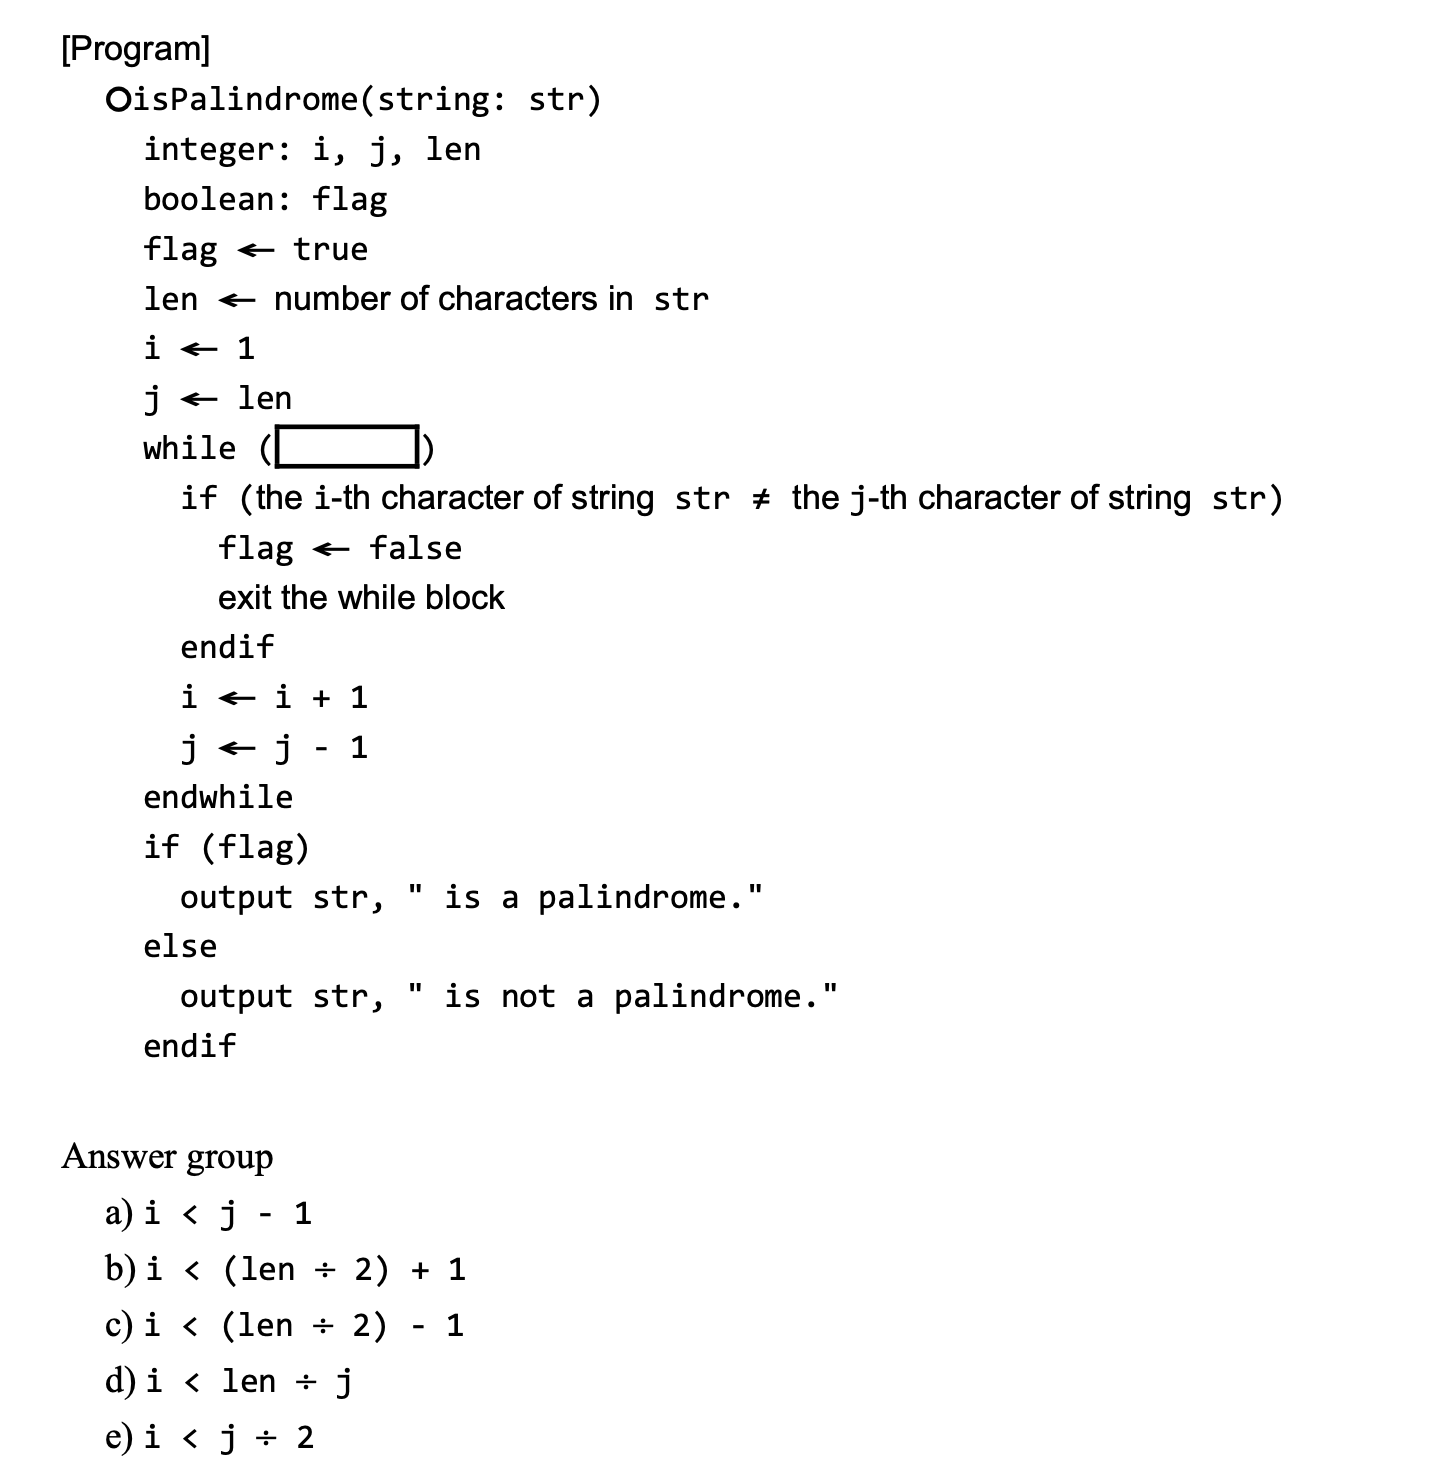 [Program]
○isPalindrome(string: str)
integer: i, j, len
boolean: flag
flag ← true
len ← number of characters in str
i ← 1
j ← len
while ( )
if (the i-th character of string str ≠ the j-th character of string str)
flag ← false
exit the while block
endif
i ← i + 1
j ← j - 1
endwhile
if (flag)
output str, " is a palindrome."
else
output str, " is not a palindrome."
endif
Answer group
a) i < j - 1
b) i < (len ÷ 2) + 1
c) i < (len ÷ 2) - 1
d) i < len ÷ j
e) i < j ÷ 2